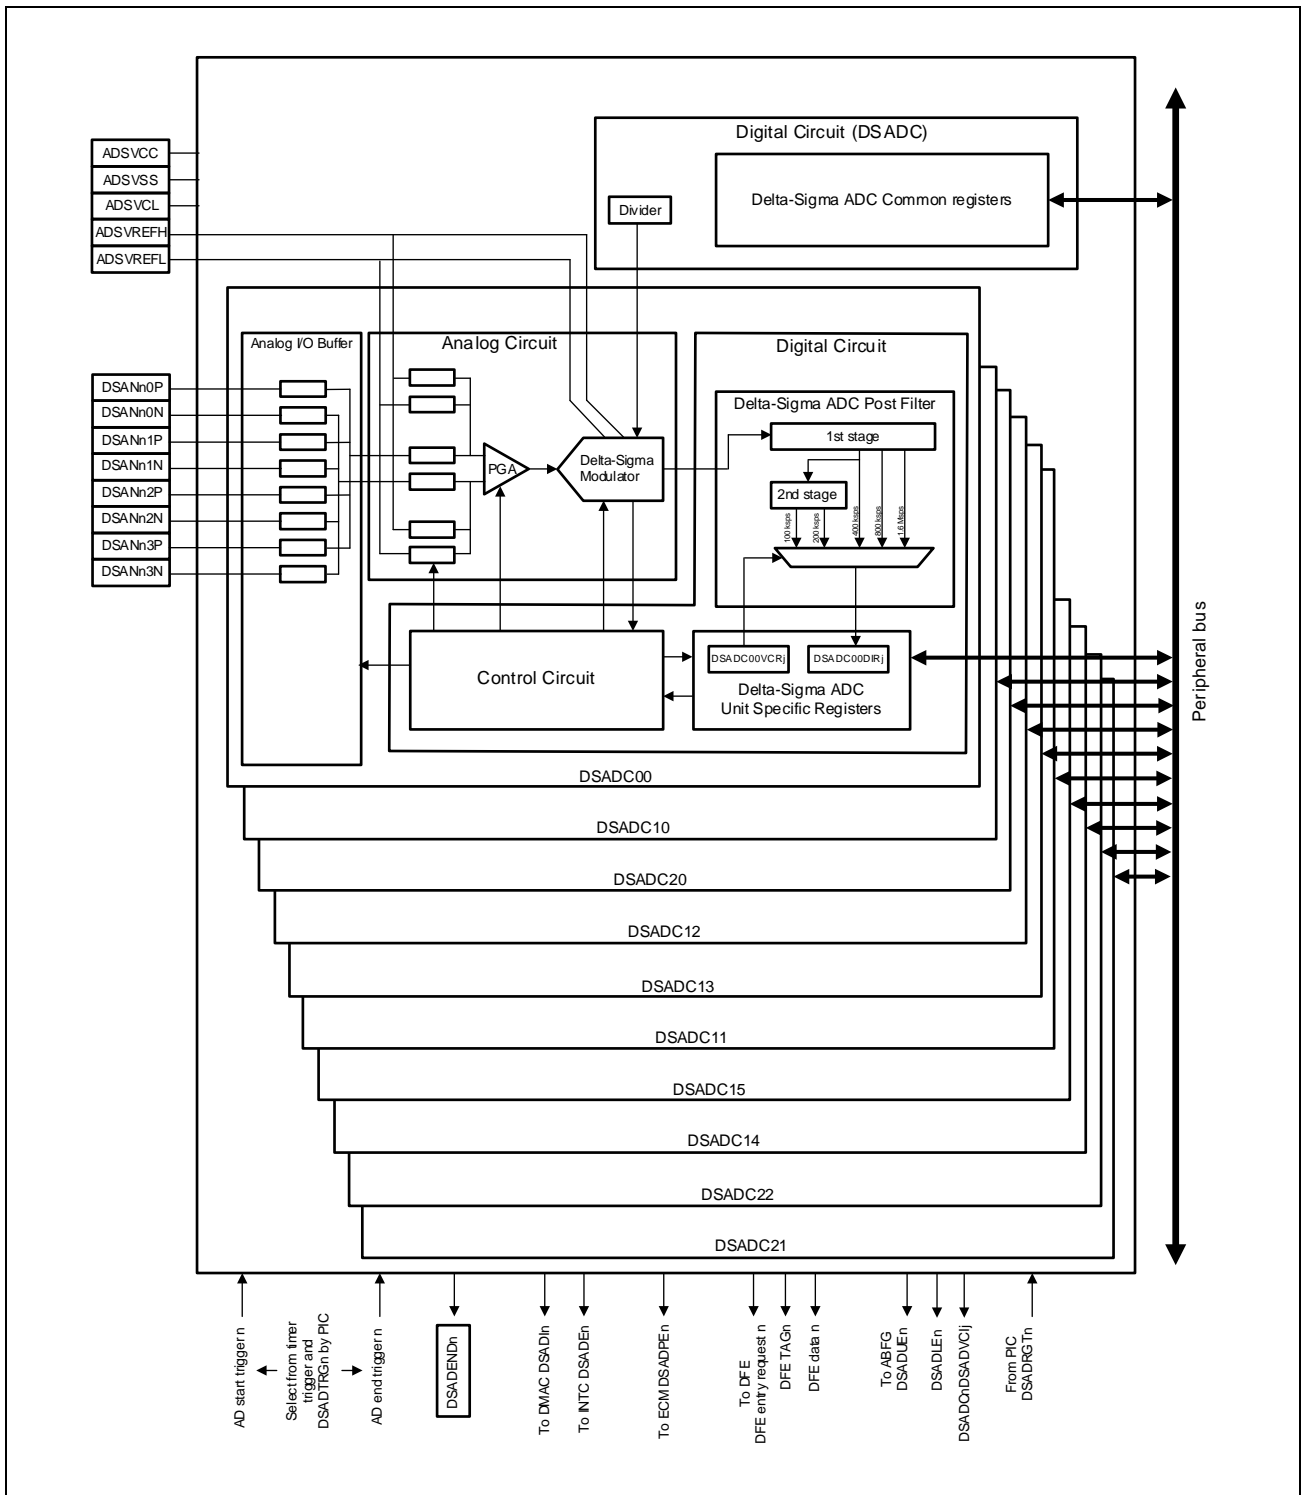 Digital Circuit (DSADC)
Delta-Sigma ADC Common registers
Divider
ADSVCC
ADSVSS
ADSVCL
ADSVREFH
ADSVREFL
Analog I/O Buffer
Analog Circuit
Digital Circuit
DSANn0P
DSANn0N
DSANn1P
DSANn1N
DSANn2P
DSANn2N
DSANn3P
DSANn3N
PGA
Delta-Sigma
Modulator
Delta-Sigma ADC Post Filter
1st stage
2nd stage
100 ksps
200 ksps
400 ksps
800 ksps
1.6 Msps
Control Circuit
DSADC00VCRj
DSADC00DIRj
Delta-Sigma ADC
Unit Specific Registers
Peripheral bus
DSADC00
DSADC10
DSADC20
DSADC12
DSADC13
DSADC11
DSADC15
DSADC14
DSADC22
DSADC21
AD start trigger n
Select from timer
trigger and
DSADTRGn by PIC
AD end trigger n
DSADENDn
To DMAC DSADIn
To INTC DSADEn
To ECM DSADPEn
To DFE
DFE entry request n
DFE TAGn
DFE data n
To ABFG
DSADUEn
DSADLEn
DSADCnDSADVCIj
From PIC
DSADRGTn